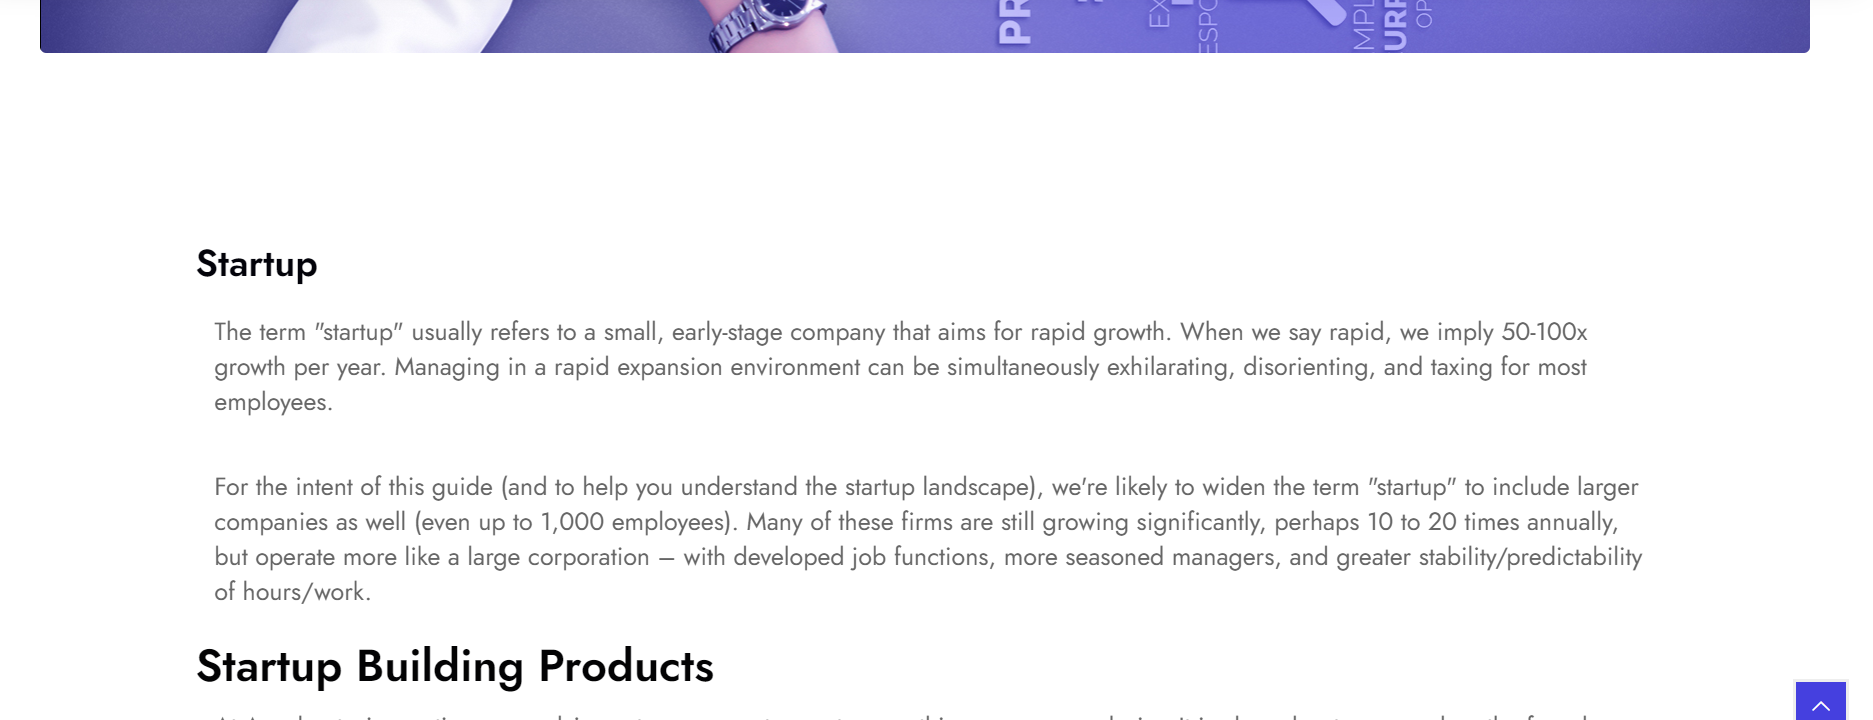 PR
EX
ESPO
MPL
URR
OP
Startup
The term "startup" usually refers to a small, early-stage company that aims for rapid growth. When we say rapid, we imply 50-100x
growth per year. Managing in a rapid expansion environment can be simultaneously exhilarating, disorienting, and taxing for most
employees.
For the intent of this guide (and to help you understand the startup landscape), we're likely to widen the term "startup" to include larger
companies as well (even up to 1,000 employees). Many of these firms are still growing significantly, perhaps 10 to 20 times annually,
but operate more like a large corporation – with developed job functions, more seasoned managers, and greater stability/predictability
of hours/work.
Startup Building Products